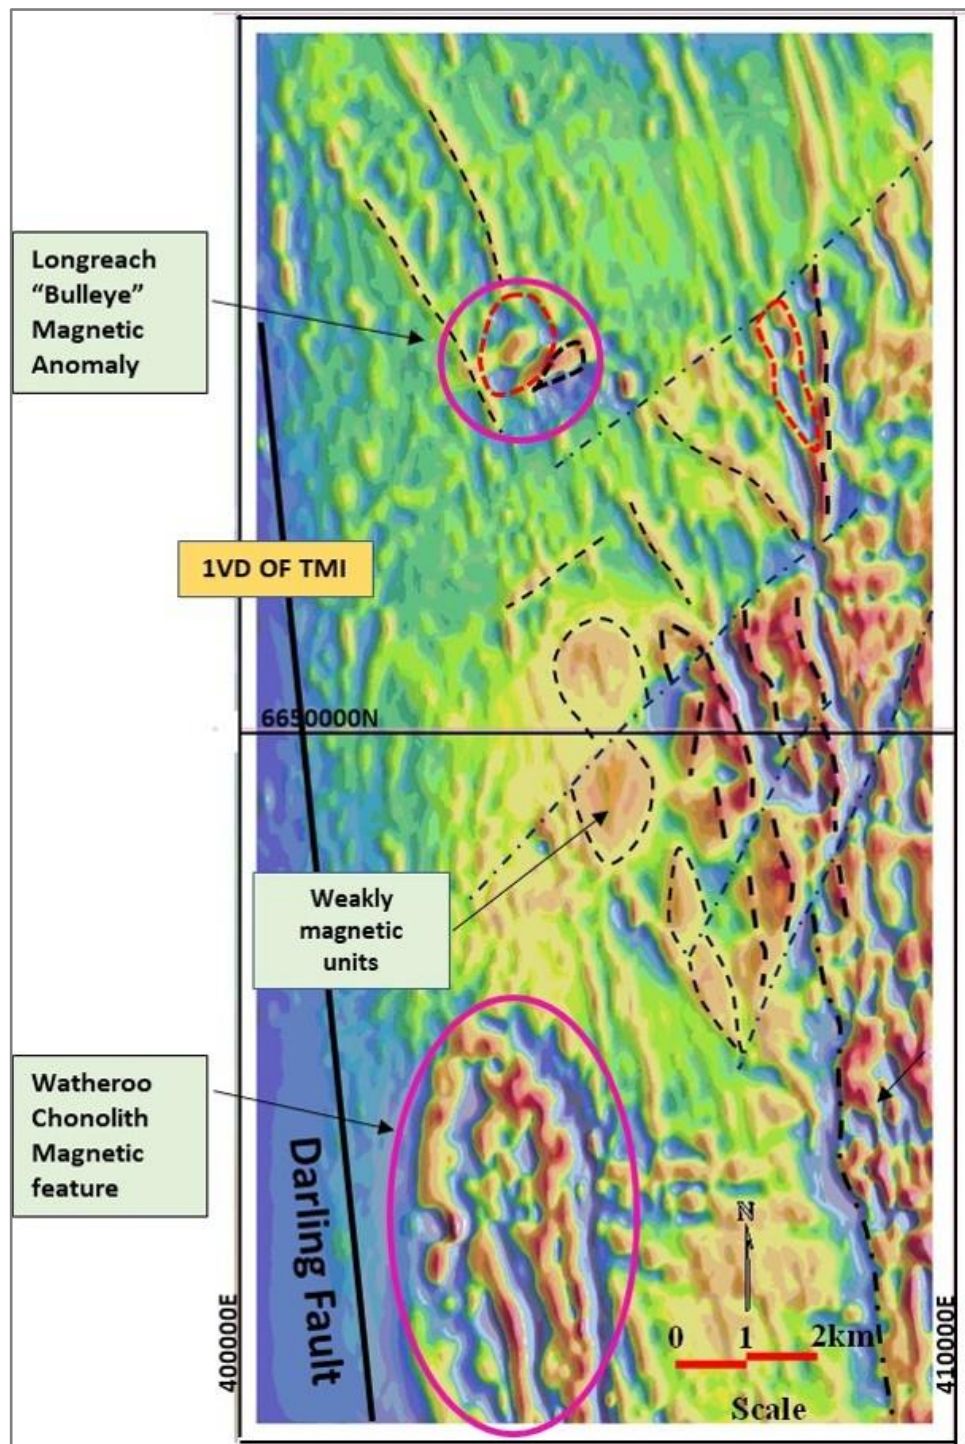 Longreach
“Bulleye”
Magnetic
Anomaly
1VD OF TMI
6650000N
Weakly
magnetic
units
Watheroo
Chonolith
Magnetic
feature
Darling Fault
N
0 1 2km
Scale
400000E
410000E